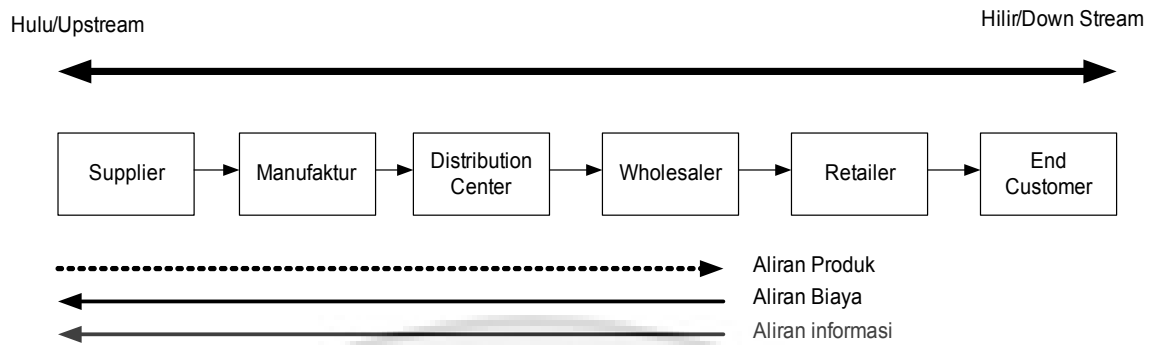 Hulu/Upstream
Hilir/Down Stream
Supplier
Manufaktur
Distribution
Center
Wholesaler
Retailer
End
Customer
Aliran Produk
Aliran Biaya
Aliran informasi